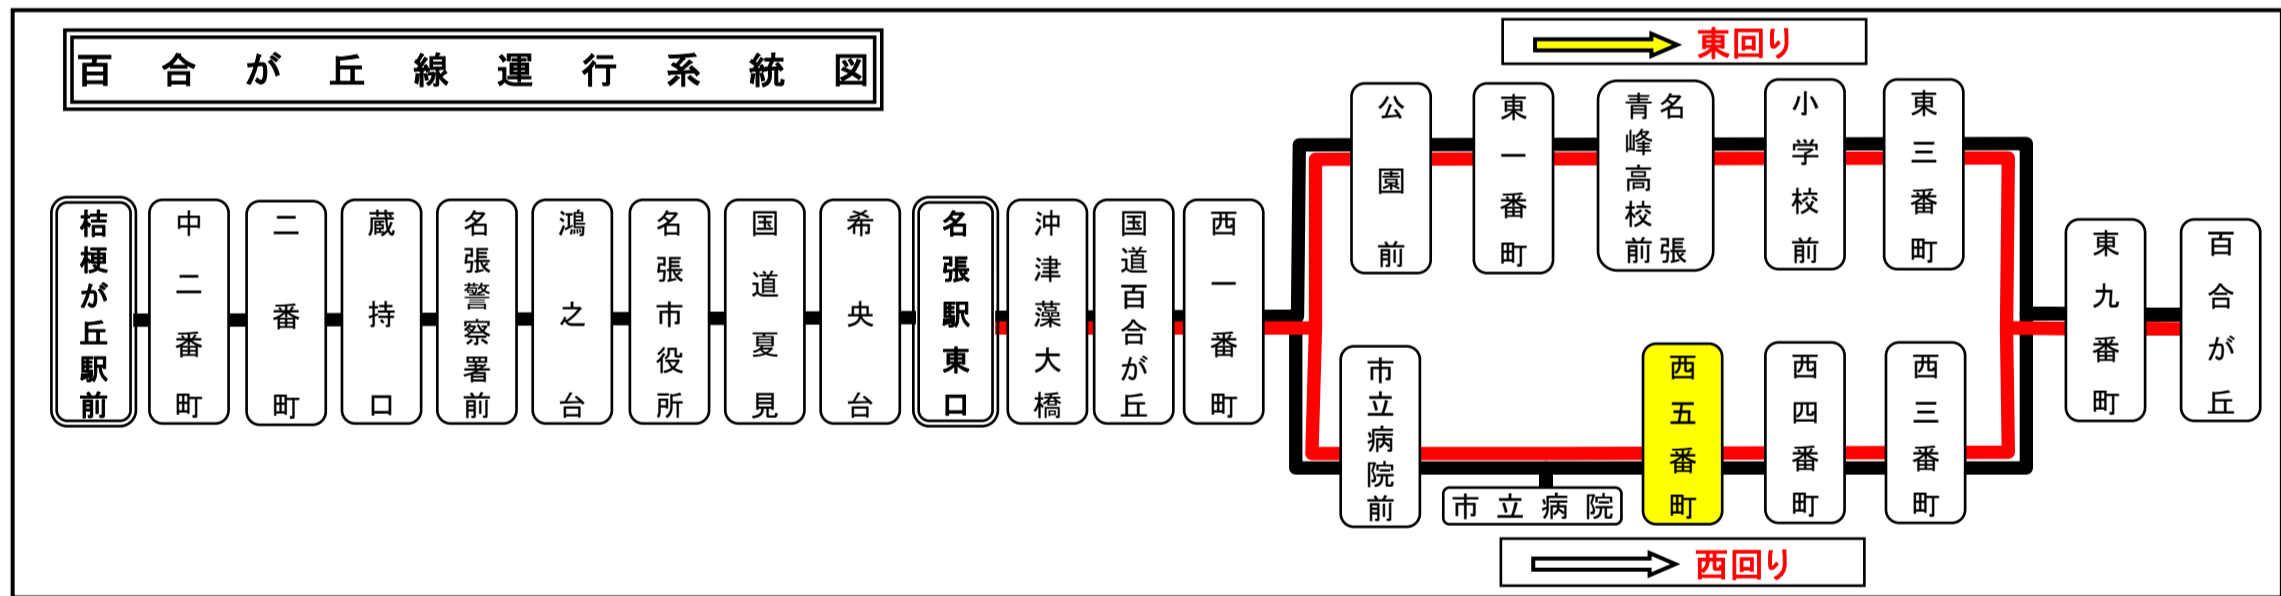 百合が丘線運行系統図
東回り
公園前
東一番町
名張青峰高校前
小学校前
東三番町
桔梗が丘駅前
中二番町
二番町
蔵持口
名張警察署前
鴻之台
名張市役所
国道夏見
希央台
名張駅東口
沖津藻大橋
国道百合が丘
西一番町
東九番町
百合が丘
市立病院前
市立病院
西五番町
西四番町
西三番町
西回り